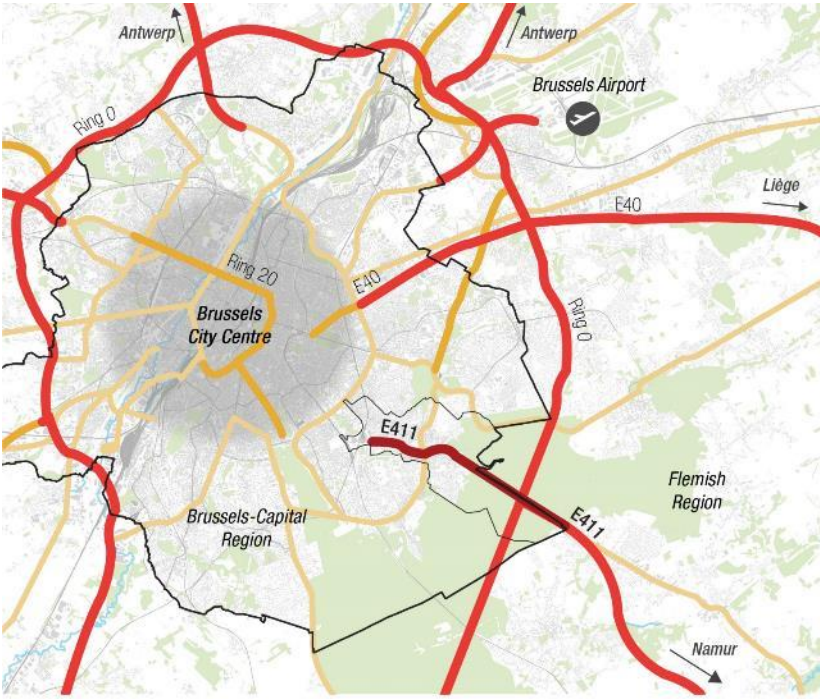 Antwerp
Antwerp
Brussels Airport
Ring 0
Liège
E40
Ring 20
E40
Brussels
City Centre
Ring 0
E411
Flemish
Region
E411
Brussels-Capital
Region
Namur